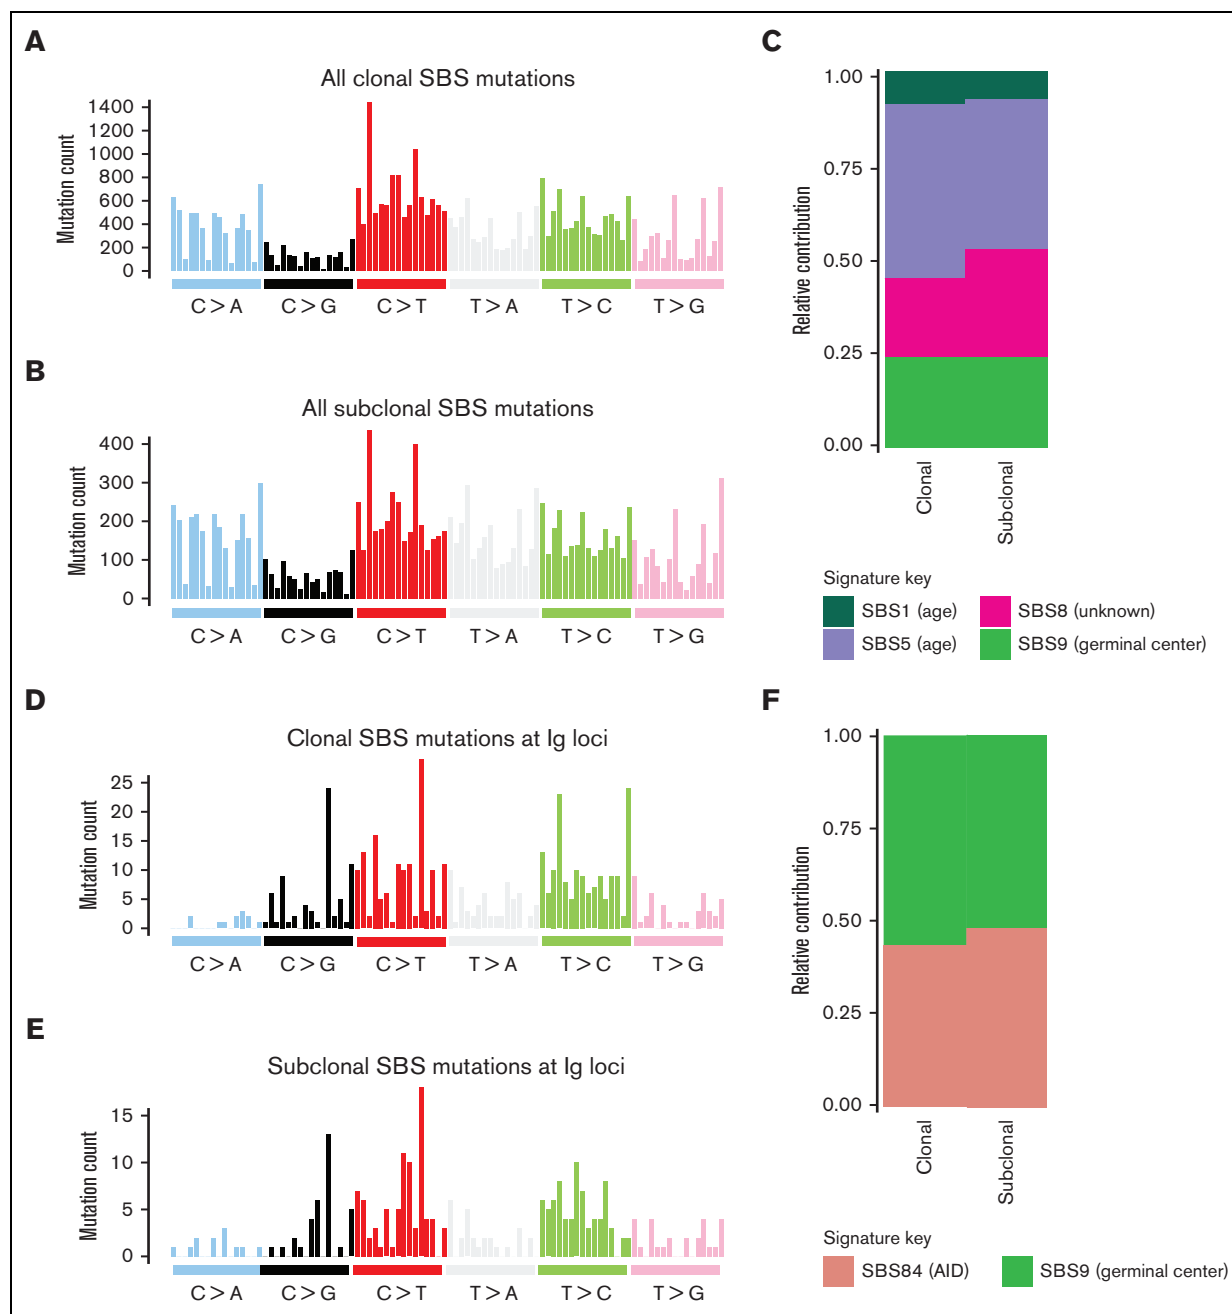 A
All clonal SBS mutations
Mutation count
1400
1200
1000
800
600
400
200
0
C>A
C>G
C>T
T>A
T>C
T>G
B
All subclonal SBS mutations
Mutation count
400
300
200
100
0
C>A
C>G
C>T
T>A
T>C
T>G
C
Relative contribution
1.00
0.75
0.50
0.25
0.00
Clonal
Subclonal
Signature key
SBS1 (age)
SBS8 (unknown)
SBS5 (age)
SBS9 (germinal center)
D
Clonal SBS mutations at Ig loci
Mutation count
25
20
15
10
5
0
C>A
C>G
C>T
T>A
T>C
T>G
E
Subclonal SBS mutations at Ig loci
Mutation count
15
10
5
0
C>A
C>G
C>T
T>A
T>C
T>G
F
Relative contribution
1.00
0.75
0.50
0.25
0.00
Clonal
Subclonal
Signature key
SBS84 (AID)
SBS9 (germinal center)